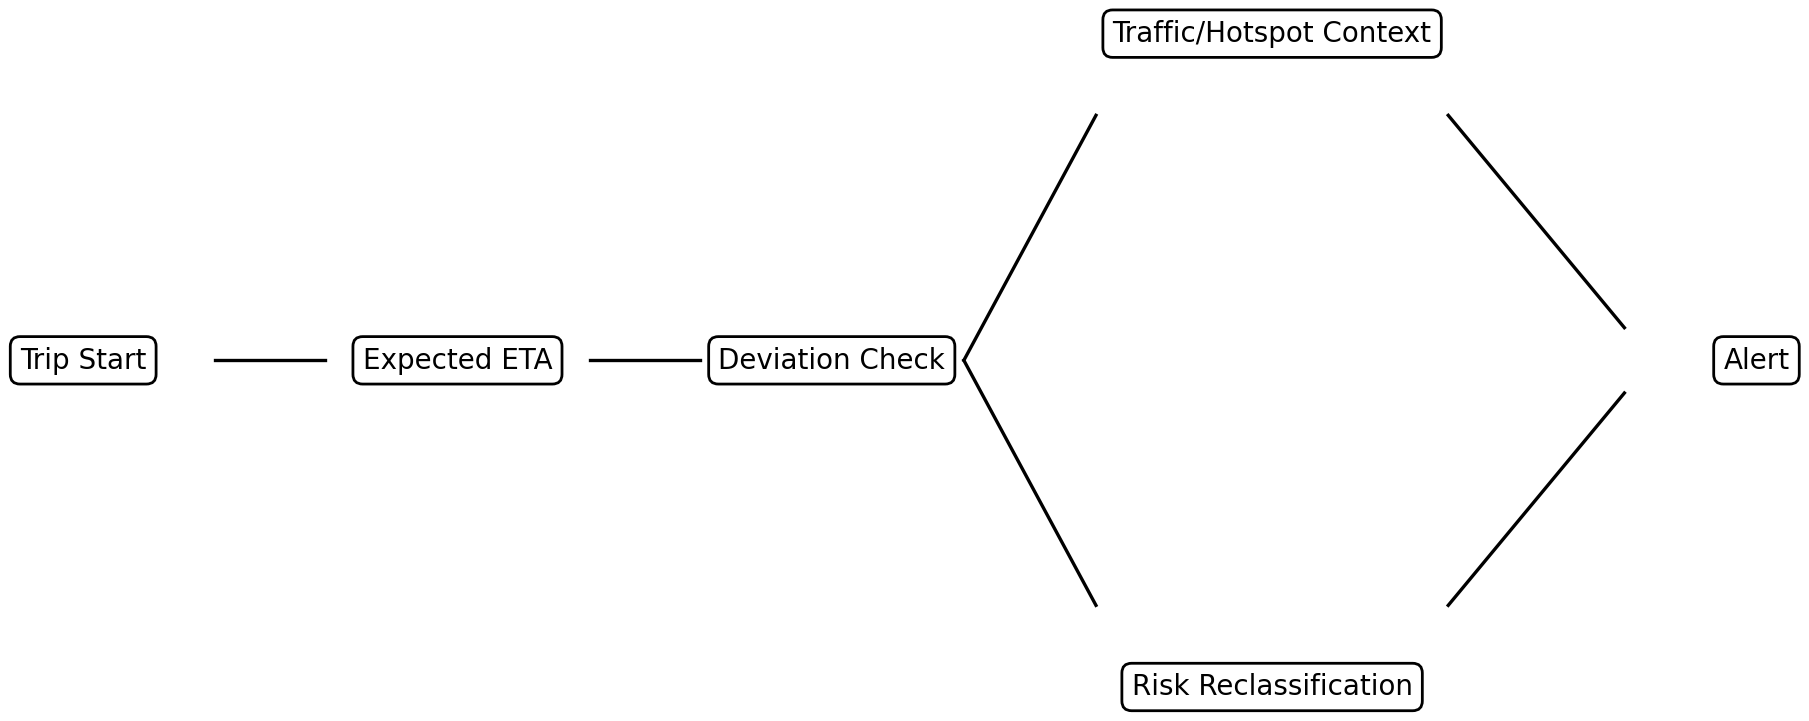 Traffic/Hotspot Context
Trip Start
Expected ETA
Deviation Check
Alert
Risk Reclassification